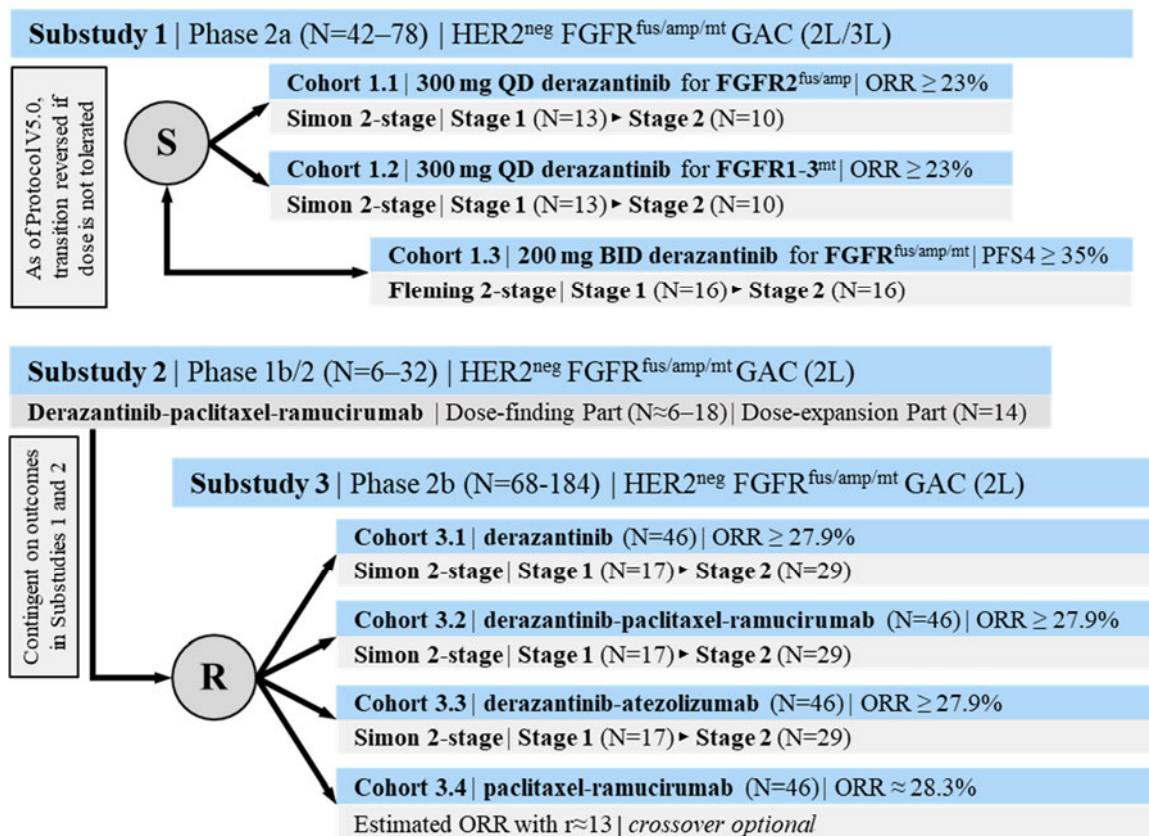 Substudy 1 | Phase 2a (N=42–78) | HER2neg FGFRfus/amp/mt GAC (2L/3L)
As of Protocol V5.0,
transition reversed if
dose is not tolerated
S
Cohort 1.1 | 300 mg QD derazantinib for FGFR2fus/amp | ORR ≥ 23%
Simon 2-stage | Stage 1 (N=13) ► Stage 2 (N=10)
Cohort 1.2 | 300 mg QD derazantinib for FGFR1-3mt | ORR ≥ 23%
Simon 2-stage | Stage 1 (N=13) ► Stage 2 (N=10)
Cohort 1.3 | 200 mg BID derazantinib for FGFRfus/amp/mt | PFS4 ≥ 35%
Fleming 2-stage | Stage 1 (N=16) ► Stage 2 (N=16)
Substudy 2 | Phase 1b/2 (N=6–32) | HER2neg FGFRfus/amp/mt GAC (2L)
Derazantinib-paclitaxel-ramucirumab | Dose-finding Part (N≈6–18) | Dose-expansion Part (N=14)
Contingent on outcomes
in Substudies 1 and 2
Substudy 3 | Phase 2b (N=68-184) | HER2neg FGFRfus/amp/mt GAC (2L)
R
Cohort 3.1 | derazantinib (N=46) | ORR ≥ 27.9%
Simon 2-stage | Stage 1 (N=17) ► Stage 2 (N=29)
Cohort 3.2 | derazantinib-paclitaxel-ramucirumab (N=46) | ORR ≥ 27.9%
Simon 2-stage | Stage 1 (N=17) ► Stage 2 (N=29)
Cohort 3.3 | derazantinib-atezolizumab (N=46) | ORR ≥ 27.9%
Simon 2-stage | Stage 1 (N=17) ► Stage 2 (N=29)
Cohort 3.4 | paclitaxel-ramucirumab (N=46) | ORR ≈ 28.3%
Estimated ORR with r≈13 | crossover optional